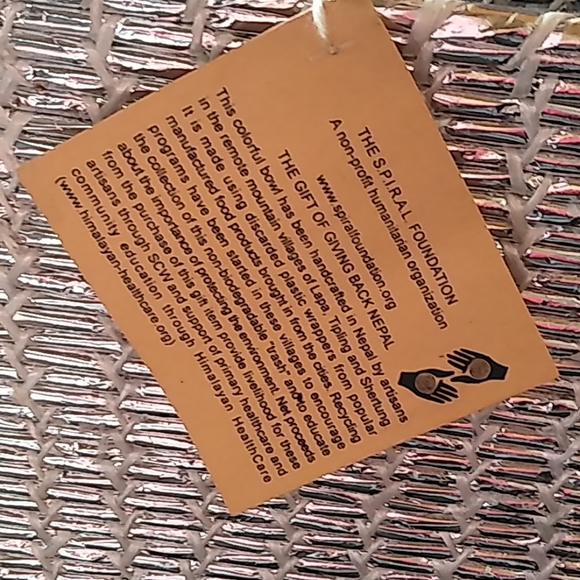 THE S.P.I.R.A.L FOUNDATION
A non-profit humanitarian organization
www.spiralfoundation.org
THE GIFT OF GIVING BACK NEPAL
This colorful bowl has been handcrafted in Nepal by artisans
in the remote mountain villages of Lapa, Tipling and Shertung
It is made using discarded plastic wrappers from popular
manufactured food products brought in from the cities. Recycling
programs have been started in these villages to encourage
the collection of this non-biodegradable "trash" and to educate
about the importance of protecting the environment. Net proceeds
from the purchase of this gift item provide livelihood for these
artisans through SCW and support of primary healthcare and
community education through Himalayan HealthCare
(www.himalayan-healthcare.org)